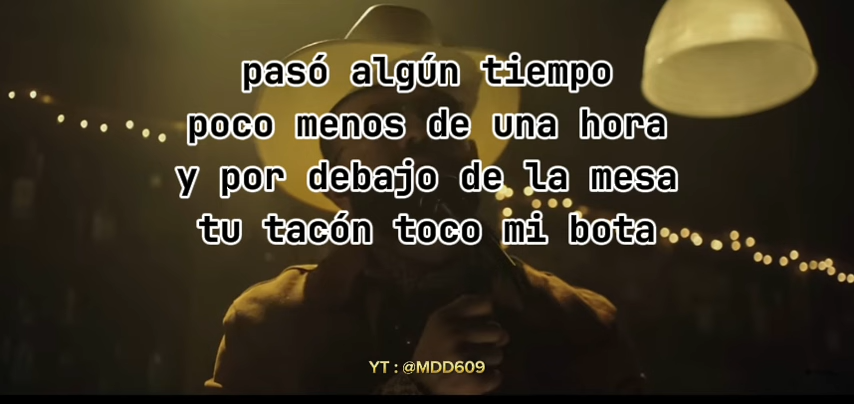 pasó algún tiempo
poco menos de una hora
y por debajo de la mesa
tu tacón toco mi bota
YT : @MDD609